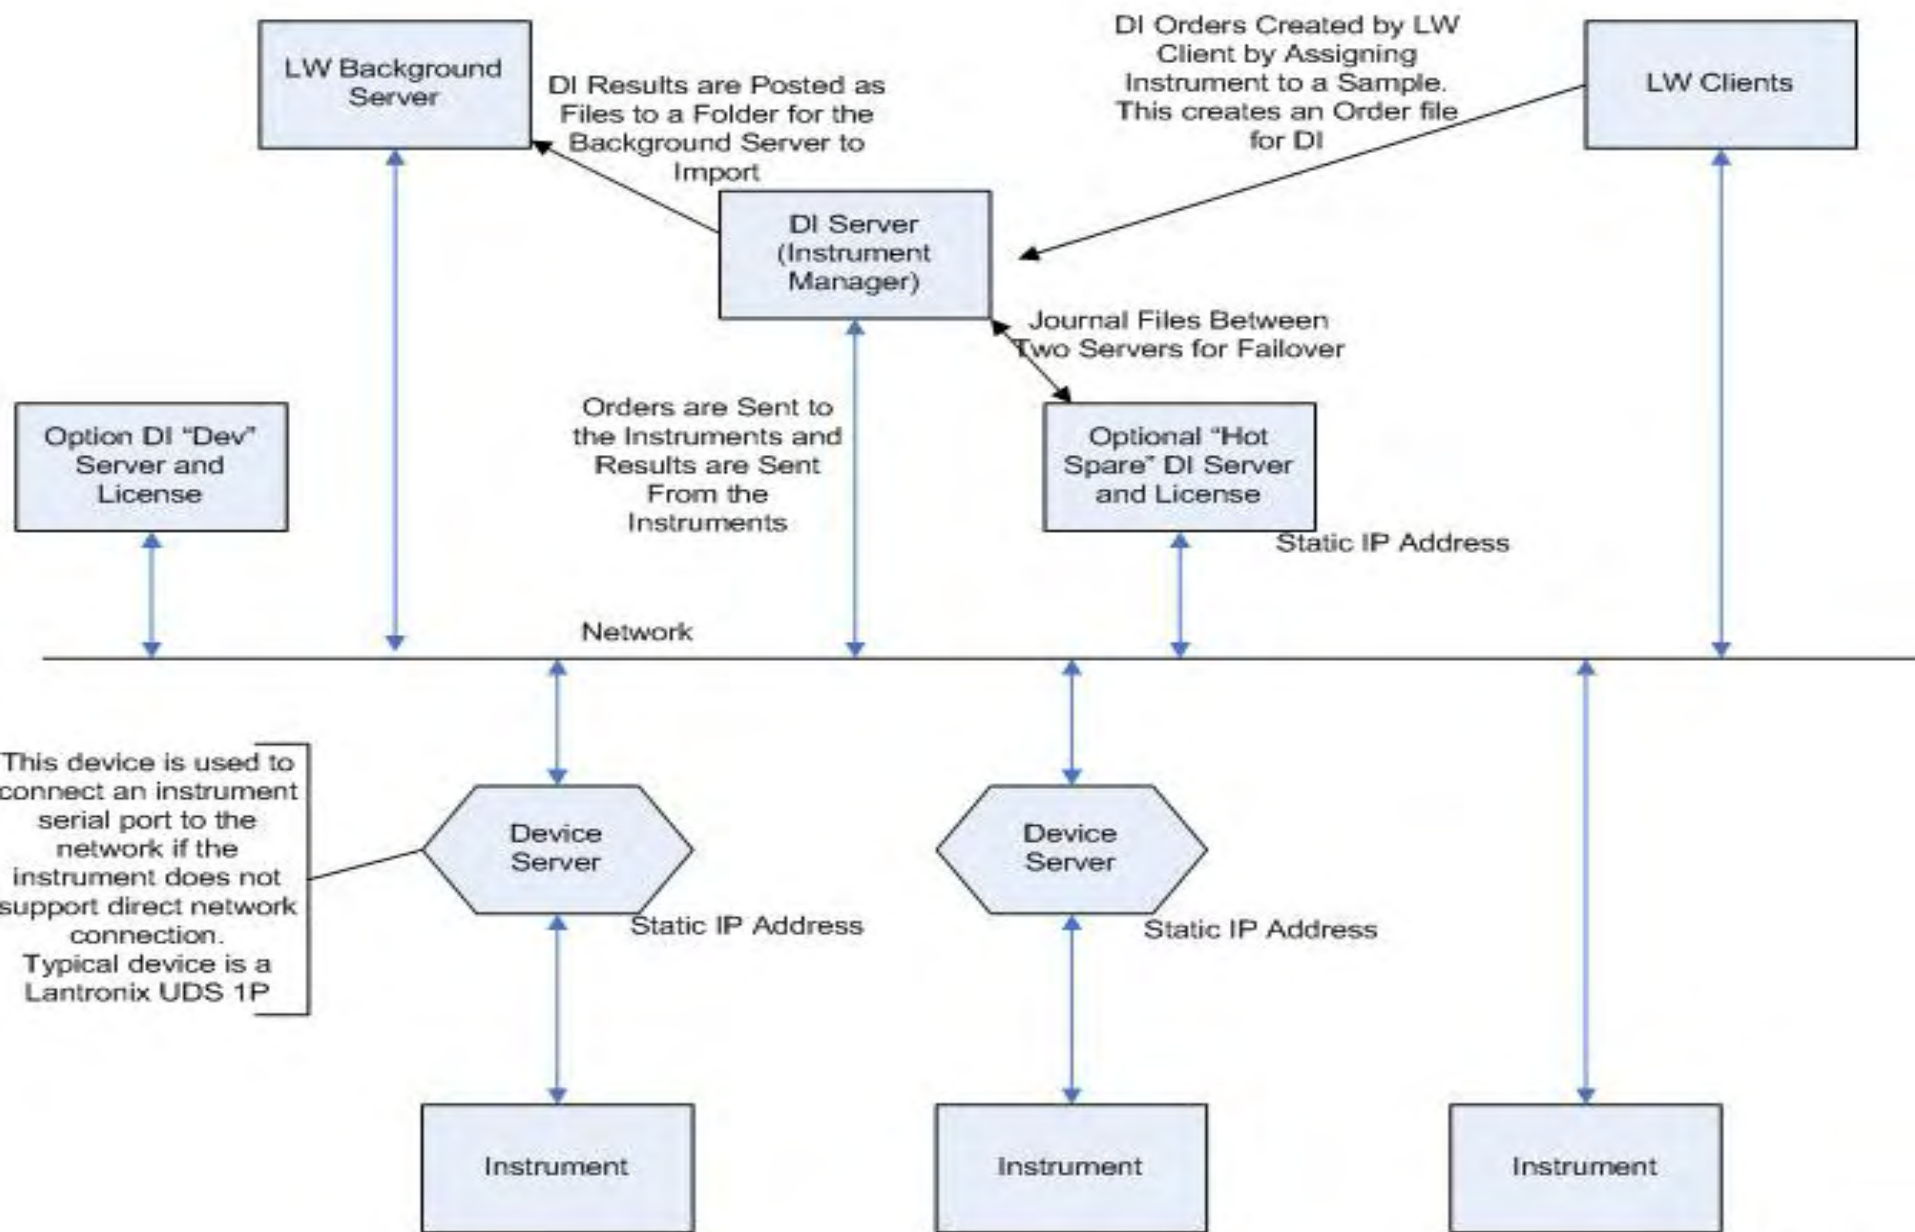 LW Background
Server
DI Results are Posted as
Files to a Folder for the
Background Server to
Import
DI Orders Created by LW
Client by Assigning
Instrument to a Sample.
This creates an Order file
for DI
LW Clients
DI Server
(Instrument
Manager)
Journal Files Between
Two Servers for Failover
Option DI “Dev”
Server and
License
Orders are Sent to
the Instruments and
Results are Sent
From the
Instruments
Optional “Hot
Spare” DI Server
and License
Static IP Address
Network
This device is used to
connect an instrument
serial port to the
network if the
instrument does not
support direct network
connection.
Typical device is a
Lantronix UDS 1P
Device
Server
Static IP Address
Device
Server
Static IP Address
Instrument
Instrument
Instrument